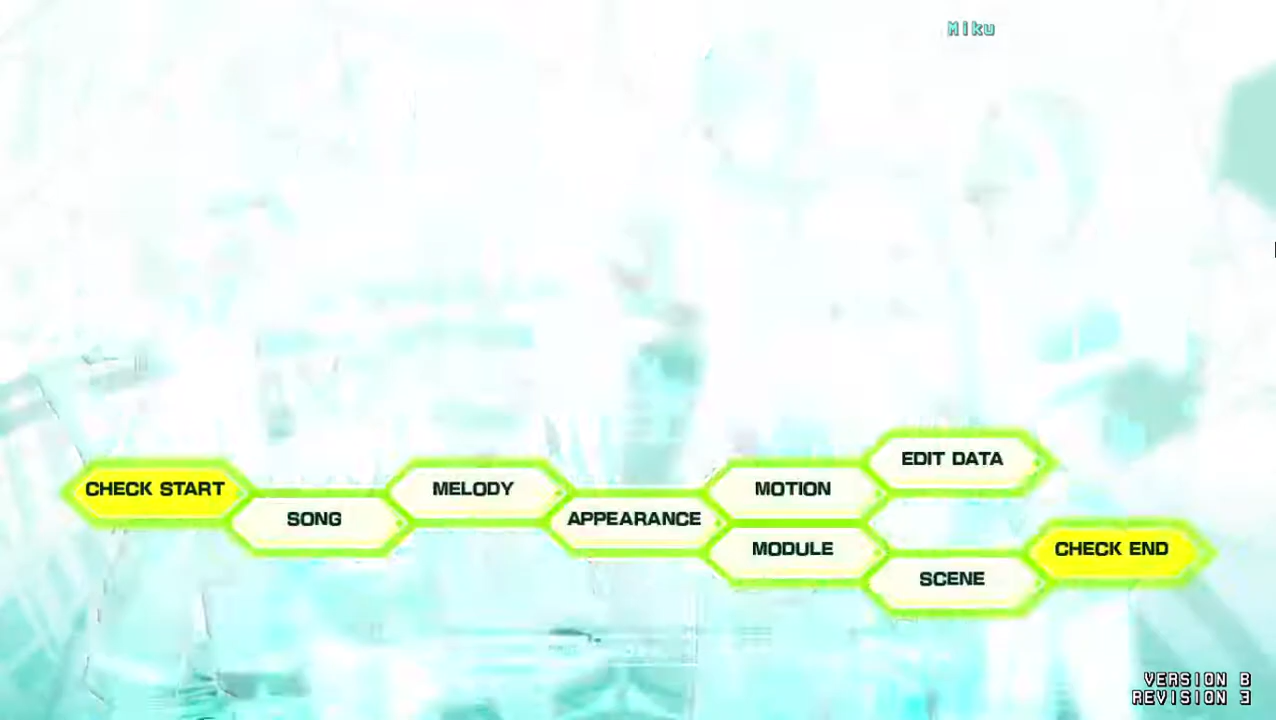 Miku
EDIT DATA
CHECK START
MELODY
MOTION
SONG
APPEARANCE
MODULE
CHECK END
SCENE
VERSION B
REVISION 3